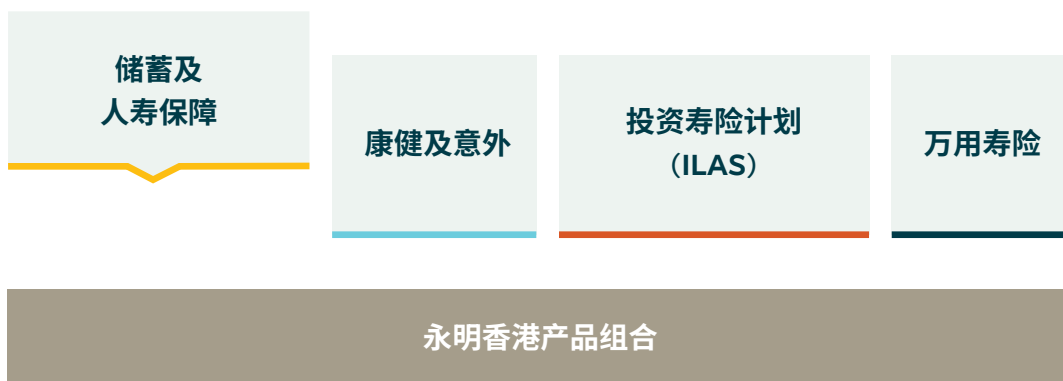 储蓄及
人寿保障
康健及意外
投资寿险计划
（ILAS）
万用寿险
永明香港产品组合